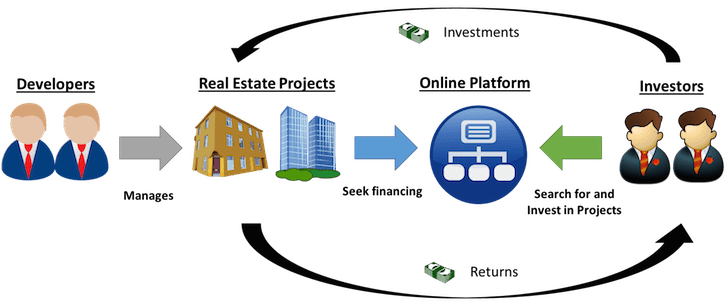 Investments
Developers
Real Estate Projects
Online Platform
Investors
Manages
Seek financing
Search for and
Invest in Projects
Returns